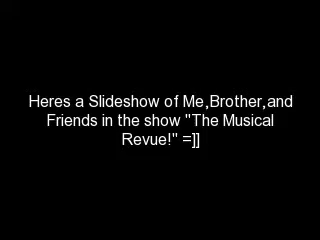 Heres a Slideshow of Me,Brother,and
Friends in the show "The Musical
Revue!" =]]